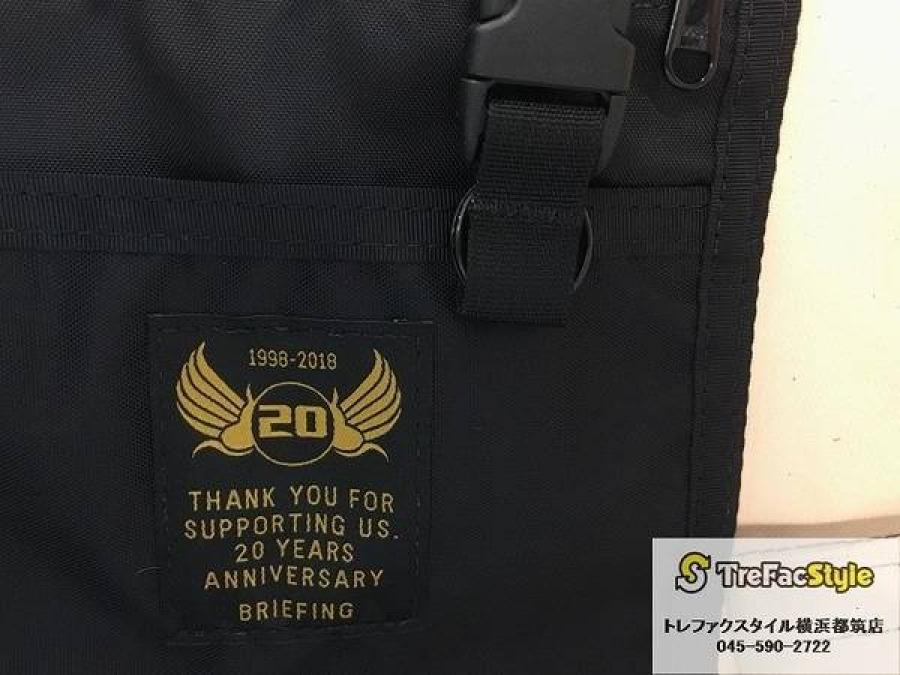 1998-2018
20
THANK YOU FOR
SUPPORTING US.
20 YEARS
ANNIVERSARY
BRIEFING
TreFacStyle
トレファクスタイル横浜都筑店
045-590-2722